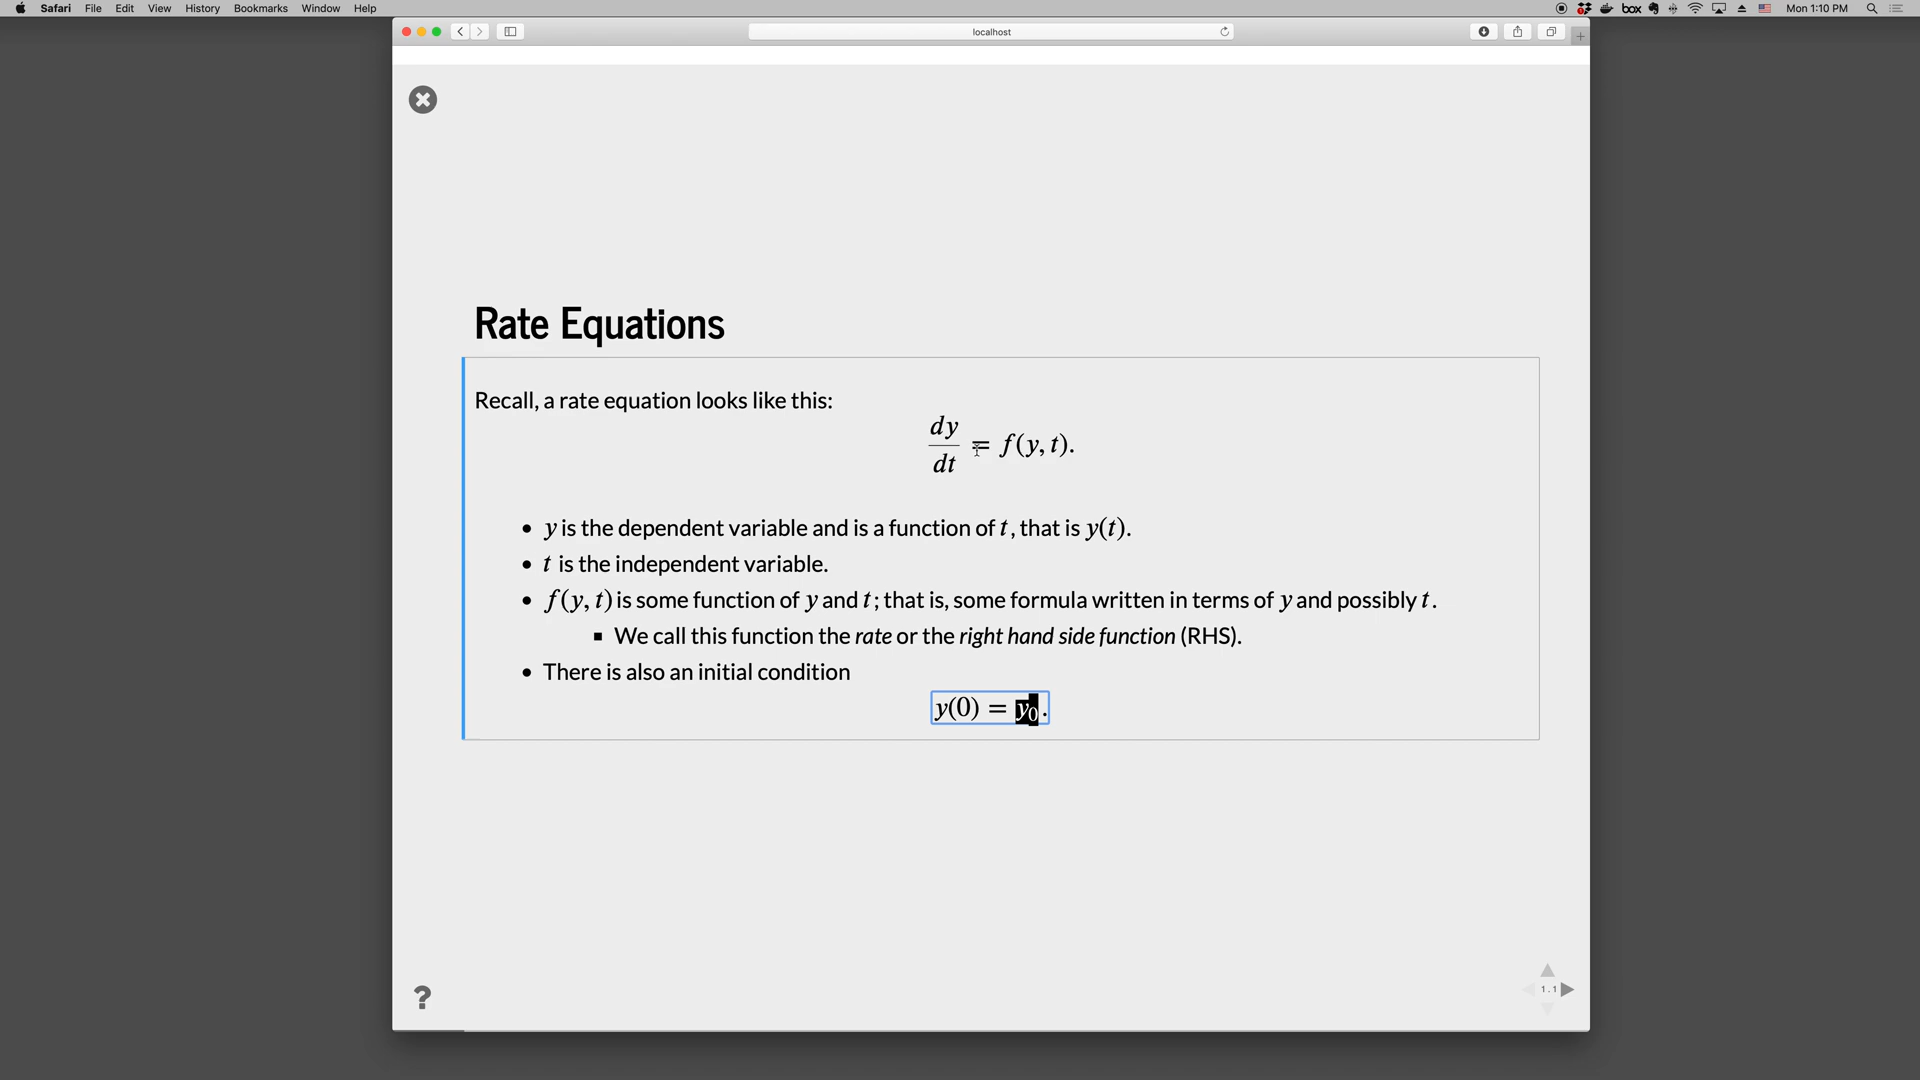 Safari File Edit View History Bookmarks Window Help box Mon 1:10 PM
localhost
Rate Equations
Recall, a rate equation looks like this:
dy/dt = f(y, t).
• y is the dependent variable and is a function of t, that is y(t).
• t is the independent variable.
• f(y, t) is some function of y and t; that is, some formula written in terms of y and possibly t.
▪ We call this function the rate or the right hand side function (RHS).
• There is also an initial condition
y(0) = y₀.
? 1.1